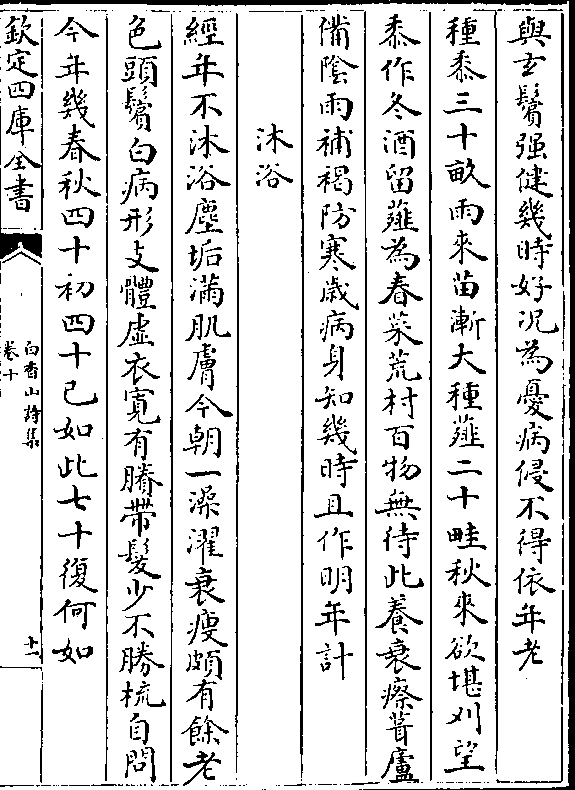 與玄鬢强健幾時好况為憂病侵不得依年老
種黍三十畝雨來苗漸大種薤二十畦秋來欲堪刈望
黍作冬酒留薤為春菜荒村百物無待此養衰瘵葺廬
備陰雨補褐防寒歲病身知幾時且作明年計
沐浴
經年不沐浴塵垢滿肌膚今朝一澡濯衰瘦頗有餘老
色頭鬢白病形支體虛衣寛有賸帶髮少不勝梳自問
今年幾春秋四十初四十已如此七十復何如
欽定四庫全書
白香山詩集
卷十
十一